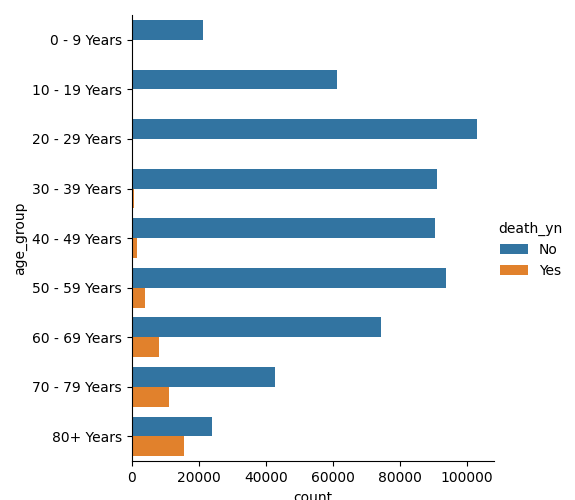 0 - 9 Years
10 - 19 Years
20 - 29 Years
30 - 39 Years
40 - 49 Years
50 - 59 Years
60 - 69 Years
70 - 79 Years
80+ Years
age_group
0 20000 40000 60000 80000 100000
count
death_yn
No
Yes